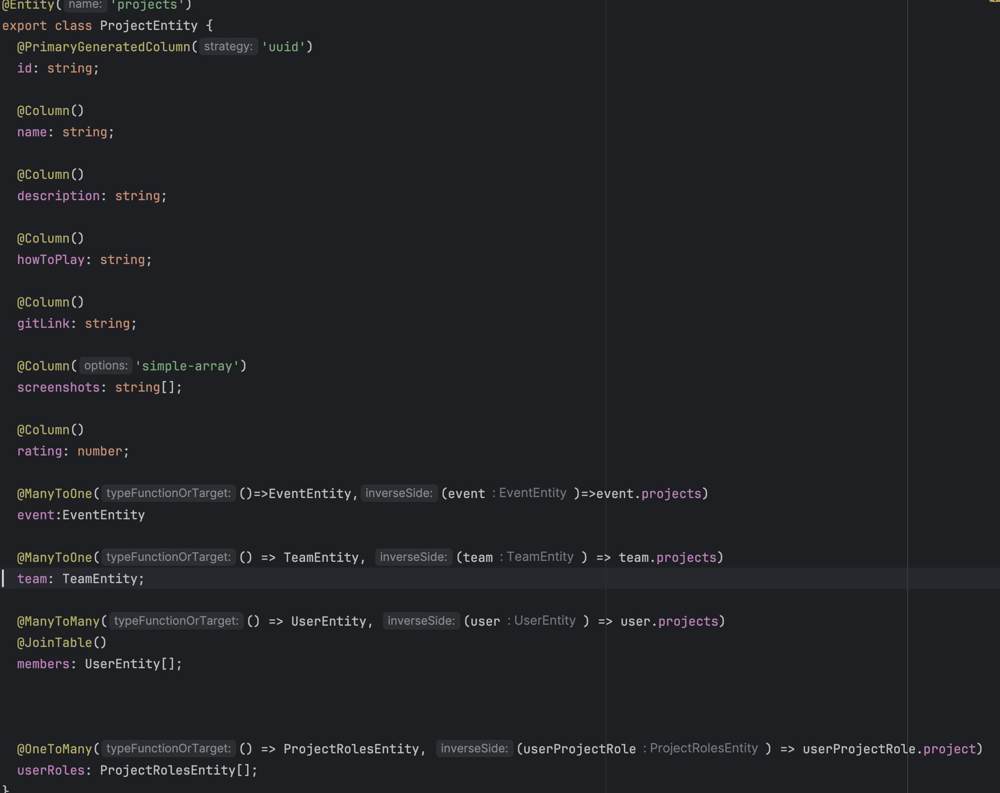 @Entity( name: 'projects')
export class ProjectEntity {
@PrimaryGeneratedColumn( strategy: 'uuid')
id: string;
@Column()
name: string;
@Column()
description: string;
@Column()
howToPlay: string;
@Column()
gitLink: string;
@Column( options: 'simple-array')
screenshots: string[];
@Column()
rating: number;
@ManyToOne( typeFunctionOrTarget: ()=>EventEntity, inverseSide: (event : EventEntity )=>event.projects)
event:EventEntity
@ManyToOne( typeFunctionOrTarget: () => TeamEntity, inverseSide: (team : TeamEntity ) => team.projects)
team: TeamEntity;
@ManyToMany( typeFunctionOrTarget: () => UserEntity, inverseSide: (user : UserEntity ) => user.projects)
@JoinTable()
members: UserEntity[];
@OneToMany( typeFunctionOrTarget: () => ProjectRolesEntity, inverseSide: (userProjectRole : ProjectRolesEntity ) => userProjectRole.project)
userRoles: ProjectRolesEntity[];
}